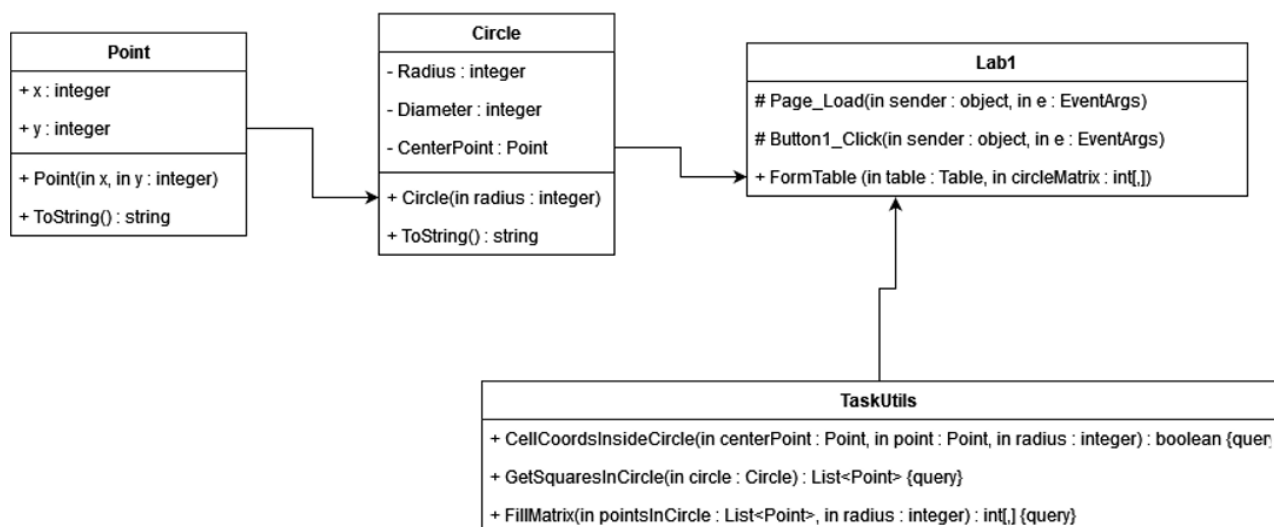 Point
+ x : integer
+ y : integer
+ Point(in x, in y : integer)
+ ToString() : string
Circle
- Radius : integer
- Diameter : integer
- CenterPoint : Point
+ Circle(in radius : integer)
+ ToString() : string
Lab1
# Page_Load(in sender : object, in e : EventArgs)
# Button1_Click(in sender : object, in e : EventArgs)
+ FormTable (in table : Table, in circleMatrix : int[,])
TaskUtils
+ CellCoordsInsideCircle(in centerPoint : Point, in point : Point, in radius : integer) : boolean {query
+ GetSquaresInCircle(in circle : Circle) : List<Point> {query}
+ FillMatrix(in pointsInCircle : List<Point>, in radius : integer) : int[,] {query}